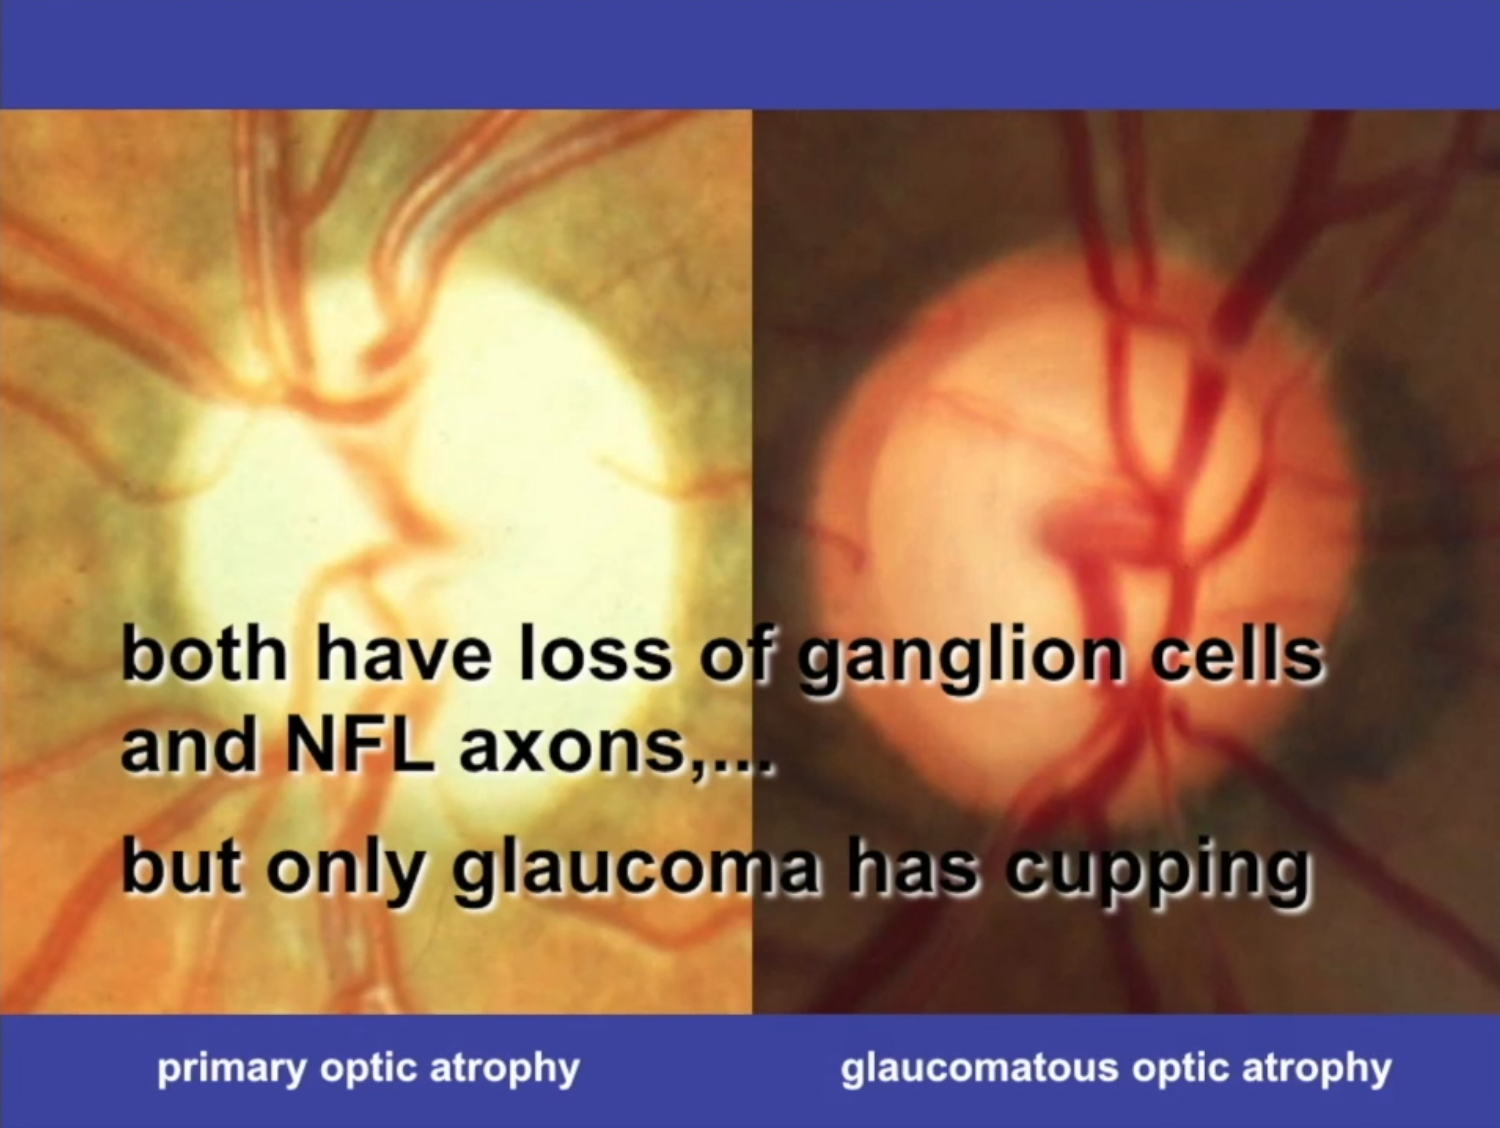 both have loss of ganglion cells
and NFL axons,...
but only glaucoma has cupping
primary optic atrophy
glaucomatous optic atrophy